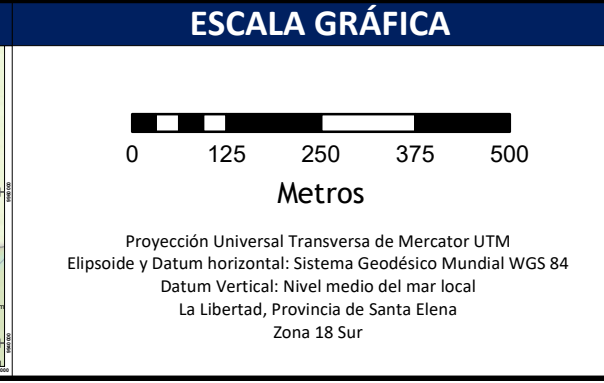 ESCALA GRÁFICA
0 125 250 375 500
Metros
Proyección Universal Transversa de Mercator UTM
Elipsoide y Datum horizontal: Sistema Geodésico Mundial WGS 84
Datum Vertical: Nivel medio del mar local
La Libertad, Provincia de Santa Elena
Zona 18 Sur